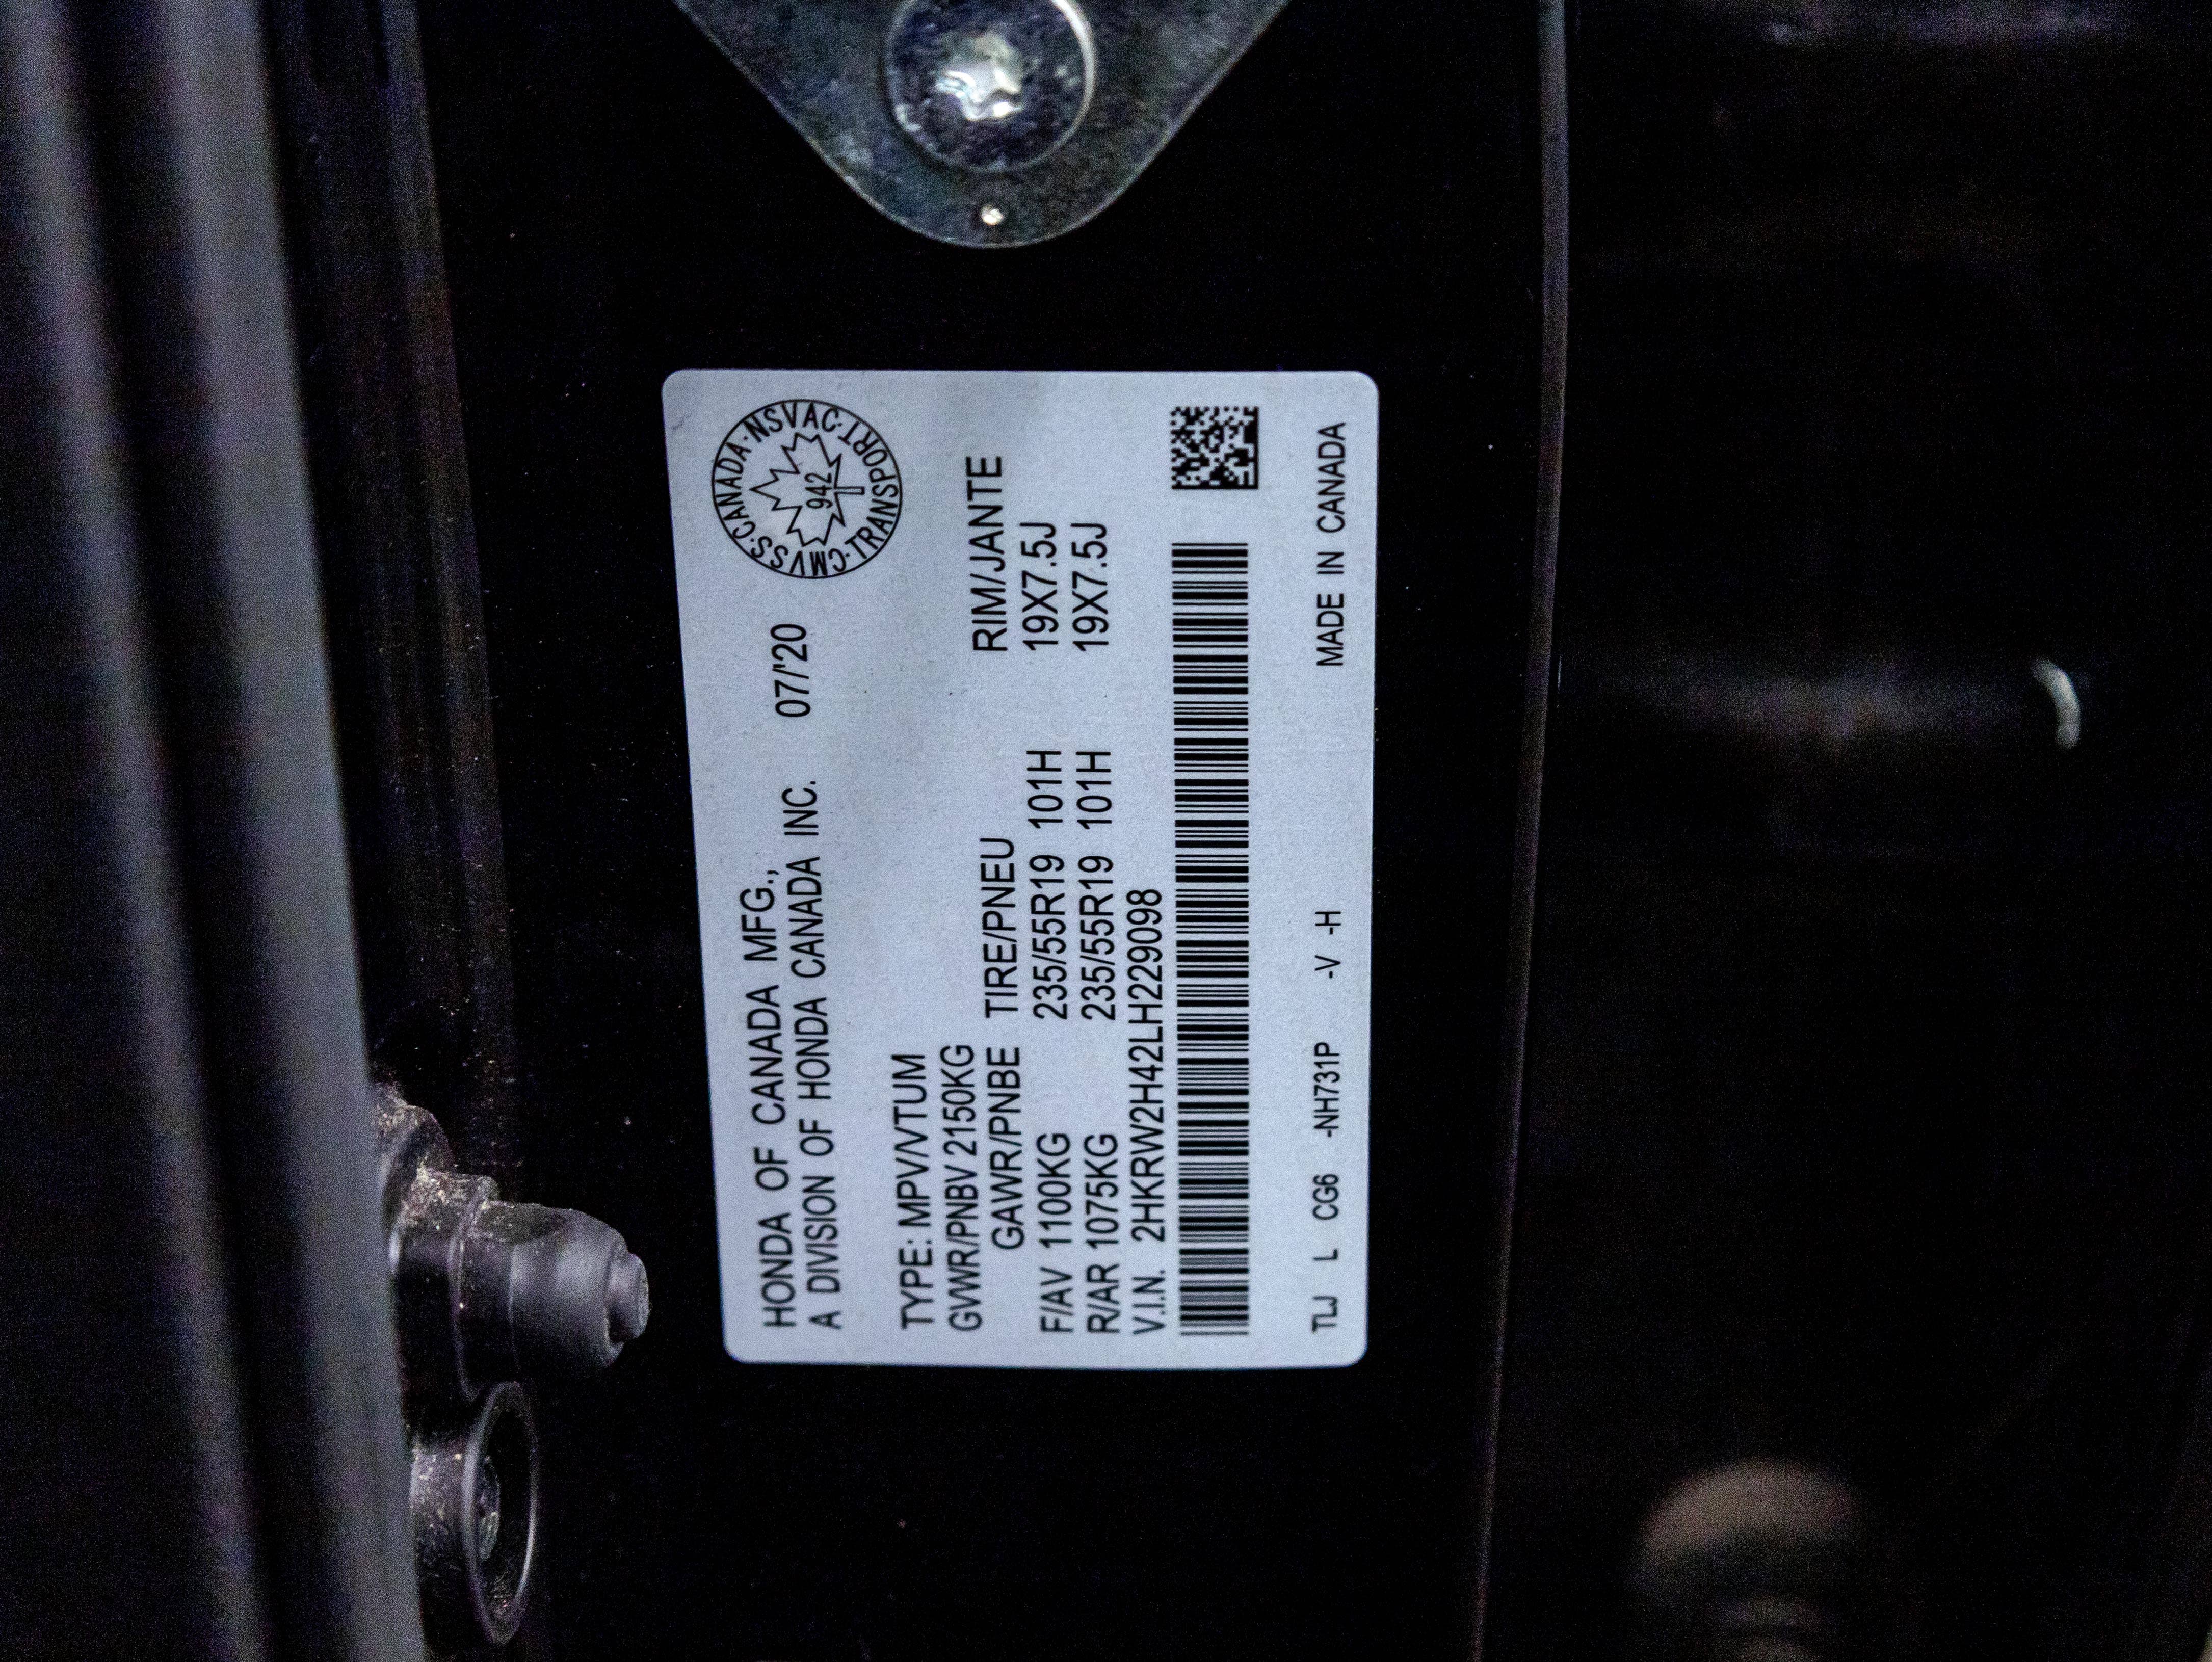 HONDA OF CANADA MFG.,
A DIVISION OF HONDA CANADA INC. 07/'20
CMVSS·CANADA·NSVAC·TRANSPORT
942
TYPE: MPV/VTUM
GVWR/PNBV 2150KG
GAWR/PNBE TIRE/PNEU RIM/JANTE
F/AV 1100KG 235/55R19 101H 19X7.5J
R/AR 1075KG 235/55R19 101H 19X7.5J
V.I.N. 2HKRW2H42LH229098
TLJ L CG6 -NH731P -V -H MADE IN CANADA